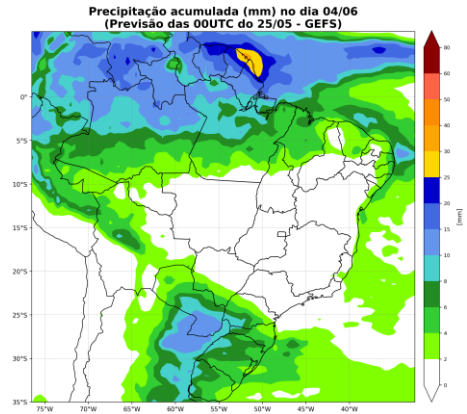 Precipitação acumulada (mm) no dia 04/06
(Previsão das 00UTC do 25/05 - GEFS)
0°
5°S
10°S
15°S
20°S
25°S
30°S
35°S
75°W
70°W
65°W
60°W
55°W
50°W
45°W
40°W
80
60
50
40
30
25
20
15
10
8
6
4
2
0
[mm]